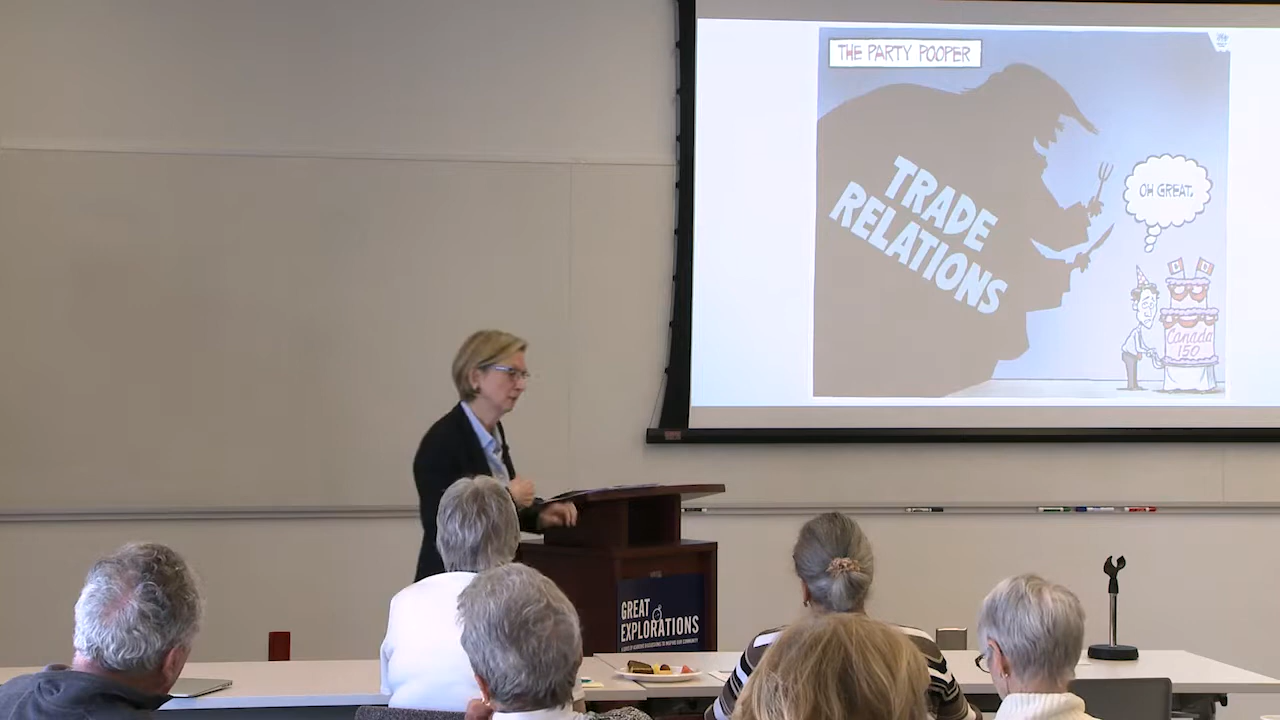 THE PARTY POOPER
TRADE
RELATIONS
OH GREAT.
Canada
150
GREAT
EXPLORATIONS